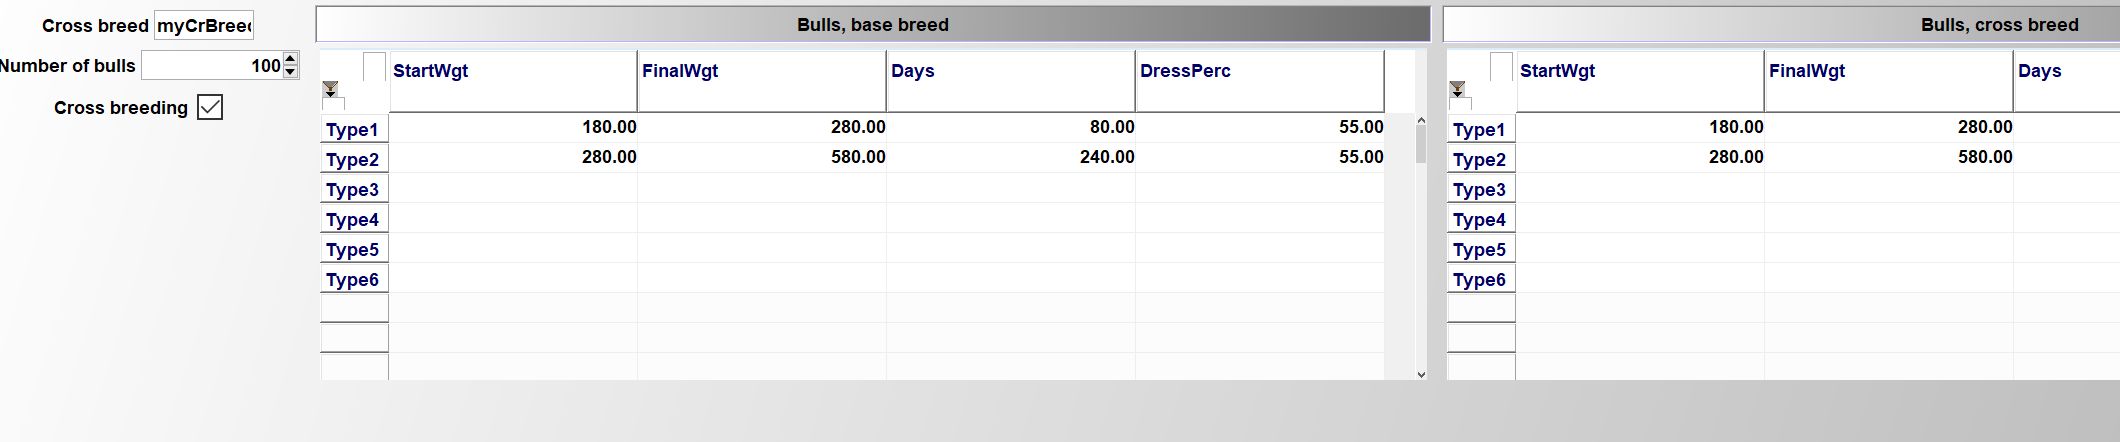 Cross breed myCrBreed
Number of bulls 100
Cross breeding
Bulls, base breed
StartWgt FinalWgt Days DressPerc
Type1 180.00 280.00 80.00 55.00
Type2 280.00 580.00 240.00 55.00
Type3
Type4
Type5
Type6
Bulls, cross breed
StartWgt FinalWgt Days
Type1 180.00 280.00
Type2 280.00 580.00
Type3
Type4
Type5
Type6